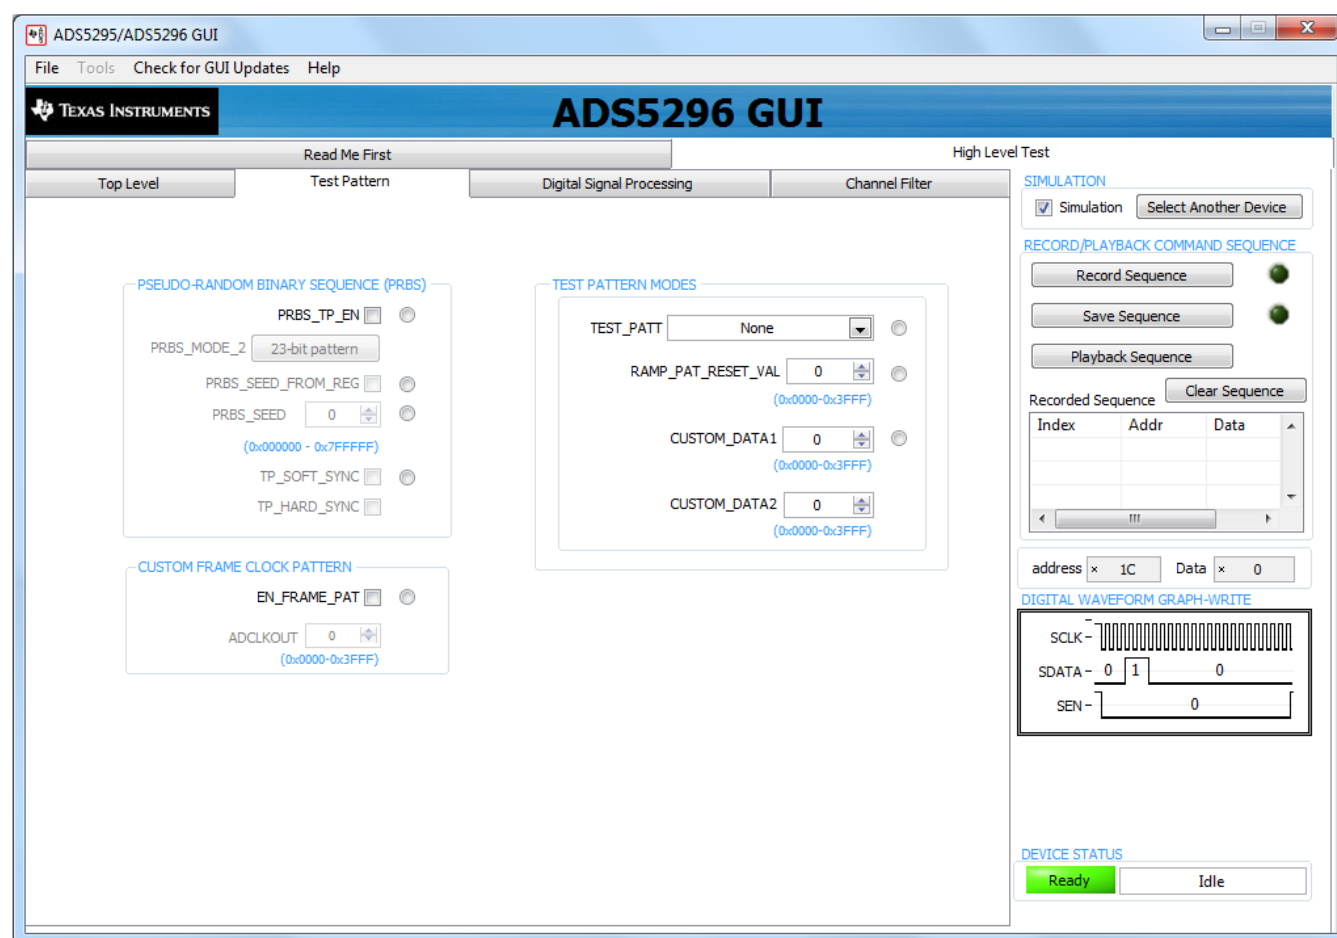 ADS5295/ADS5296 GUI
File Tools Check for GUI Updates Help
TEXAS INSTRUMENTS
ADS5296 GUI
Read Me First
High Level Test
Top Level
Test Pattern
Digital Signal Processing
Channel Filter
PSEUDO-RANDOM BINARY SEQUENCE (PRBS)
PRBS_TP_EN
PRBS_MODE_2 23-bit pattern
PRBS_SEED_FROM_REG
PRBS_SEED 0
(0x000000 - 0x7FFFFF)
TP_SOFT_SYNC
TP_HARD_SYNC
CUSTOM FRAME CLOCK PATTERN
EN_FRAME_PAT
ADCLKOUT 0
(0x0000-0x3FFF)
TEST PATTERN MODES
TEST_PATT None
RAMP_PAT_RESET_VAL 0
(0x0000-0x3FFF)
CUSTOM_DATA1 0
(0x0000-0x3FFF)
CUSTOM_DATA2 0
(0x0000-0x3FFF)
SIMULATION
Simulation Select Another Device
RECORD/PLAYBACK COMMAND SEQUENCE
Record Sequence
Save Sequence
Playback Sequence
Recorded Sequence Clear Sequence
Index Addr Data
address x 1C Data x 0
DIGITAL WAVEFORM GRAPH-WRITE
SCLK
SDATA 0 1 0
SEN 0
DEVICE STATUS
Ready Idle